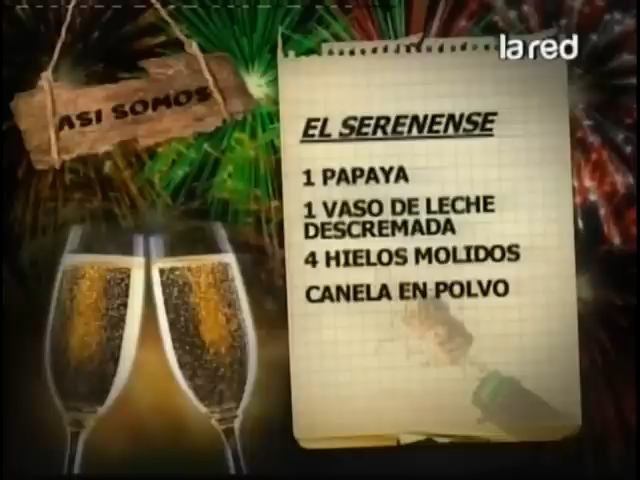 la red
ASI SOMOS
EL SERENENSE
1 PAPAYA
1 VASO DE LECHE
DESCREMADA
4 HIELOS MOLIDOS
CANELA EN POLVO